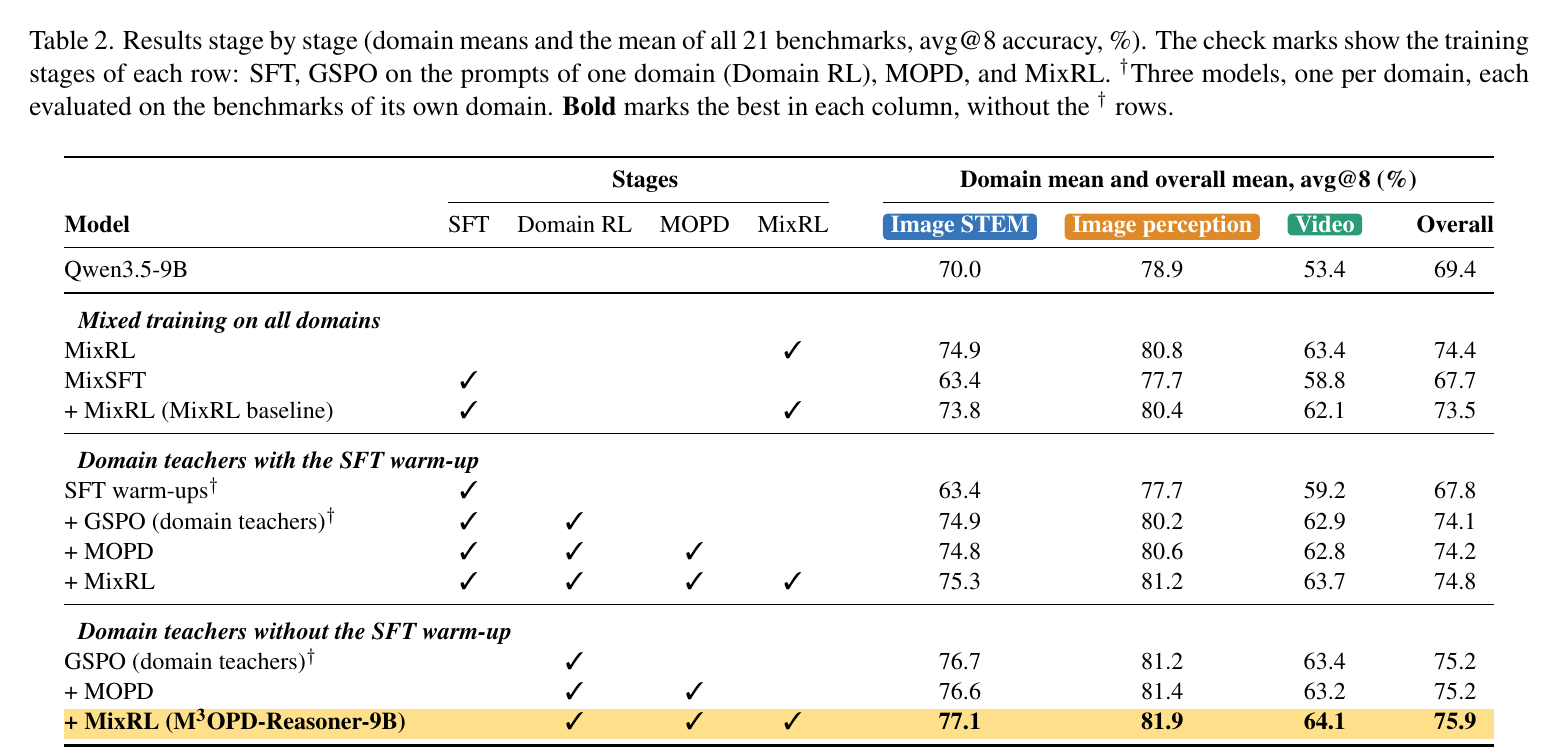 Table 2. Results stage by stage (domain means and the mean of all 21 benchmarks, avg@8 accuracy, %). The check marks show the training
stages of each row: SFT, GSPO on the prompts of one domain (Domain RL), MOPD, and MixRL. †Three models, one per domain, each
evaluated on the benchmarks of its own domain. Bold marks the best in each column, without the † rows.
Stages Domain mean and overall mean, avg@8 (%)
Model SFT Domain RL MOPD MixRL Image STEM Image perception Video Overall
Qwen3.5-9B 70.0 78.9 53.4 69.4
Mixed training on all domains
MixRL ✓ 74.9 80.8 63.4 74.4
MixSFT ✓ 63.4 77.7 58.8 67.7
+ MixRL (MixRL baseline) ✓ ✓ 73.8 80.4 62.1 73.5
Domain teachers with the SFT warm-up
SFT warm-ups† ✓ 63.4 77.7 59.2 67.8
+ GSPO (domain teachers)† ✓ ✓ 74.9 80.2 62.9 74.1
+ MOPD ✓ ✓ ✓ 74.8 80.6 62.8 74.2
+ MixRL ✓ ✓ ✓ ✓ 75.3 81.2 63.7 74.8
Domain teachers without the SFT warm-up
GSPO (domain teachers)† ✓ 76.7 81.2 63.4 75.2
+ MOPD ✓ ✓ 76.6 81.4 63.2 75.2
+ MixRL (M³OPD-Reasoner-9B) ✓ ✓ ✓ 77.1 81.9 64.1 75.9